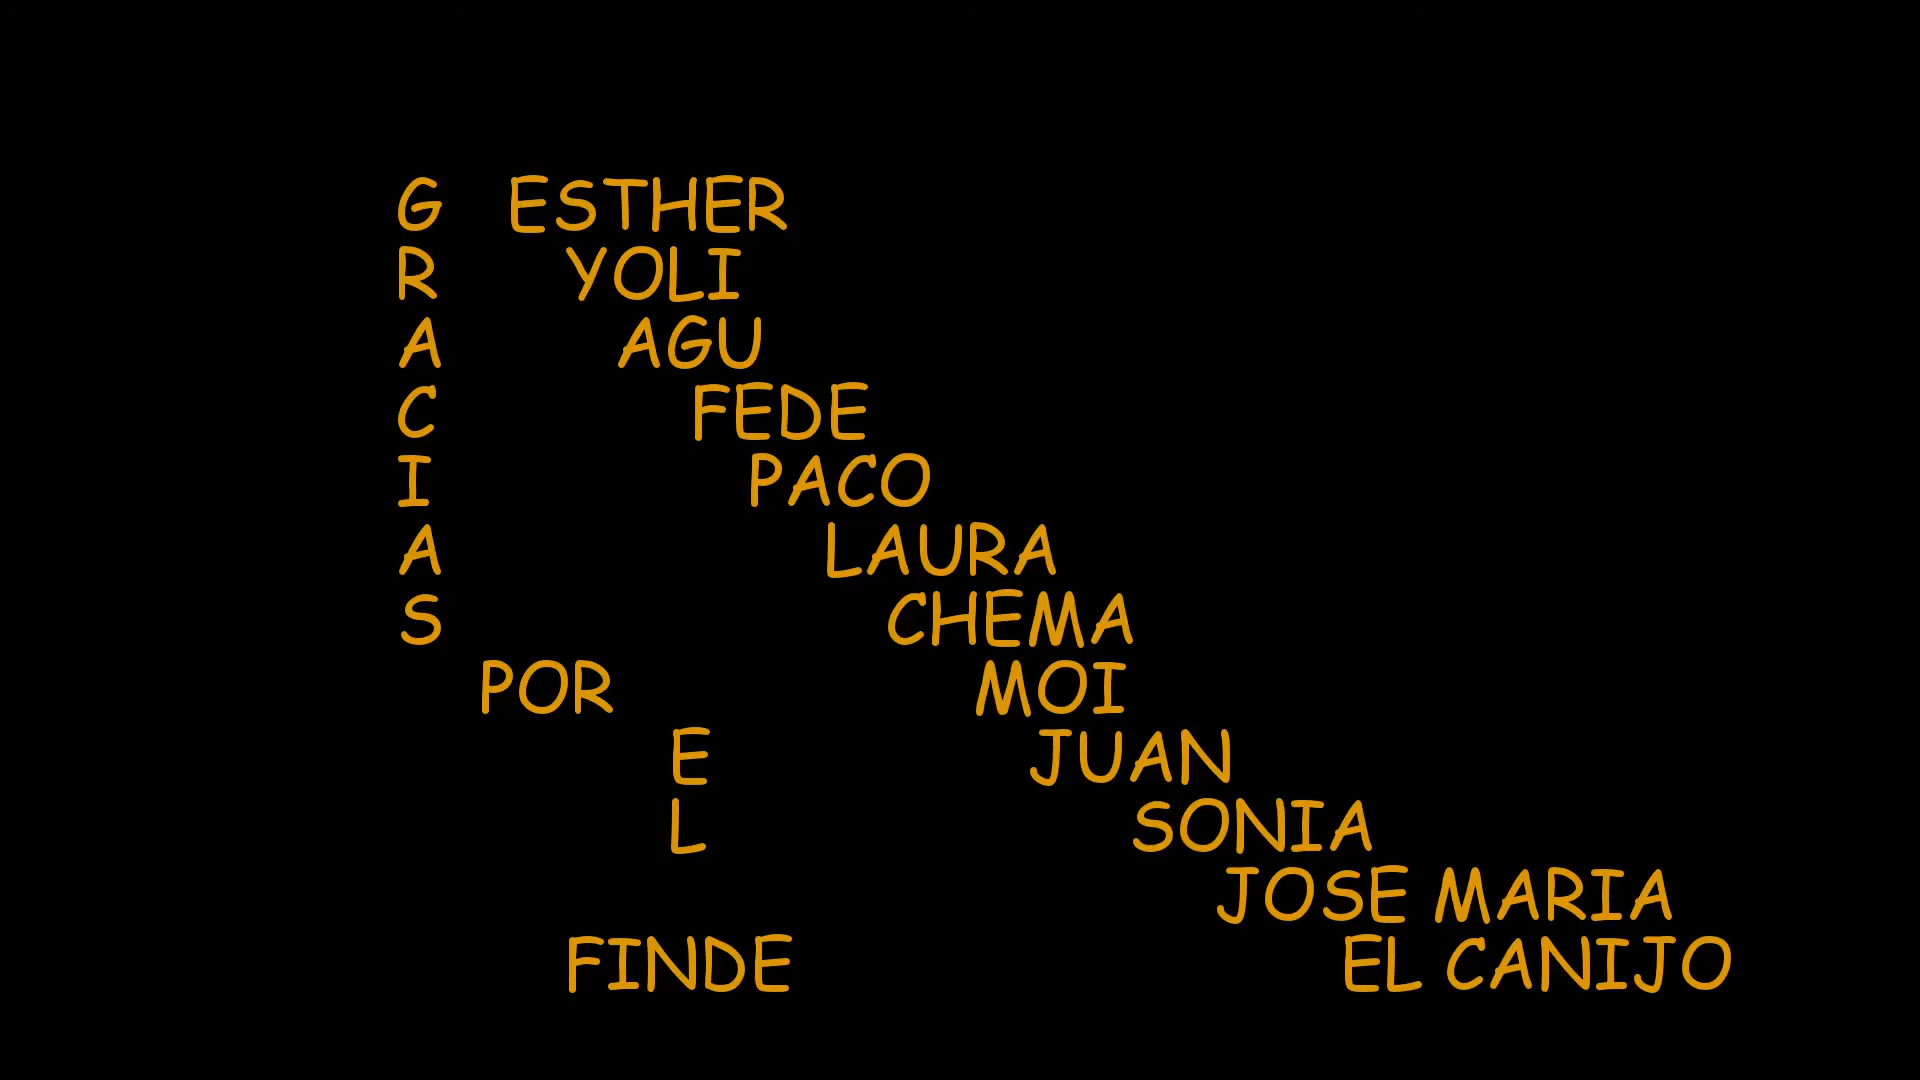 G ESTHER
R YOLI
A AGU
C FEDE
I PACO
A LAURA
S CHEMA
POR MOI
E JUAN
L SONIA
JOSE MARIA
FINDE EL CANIJO